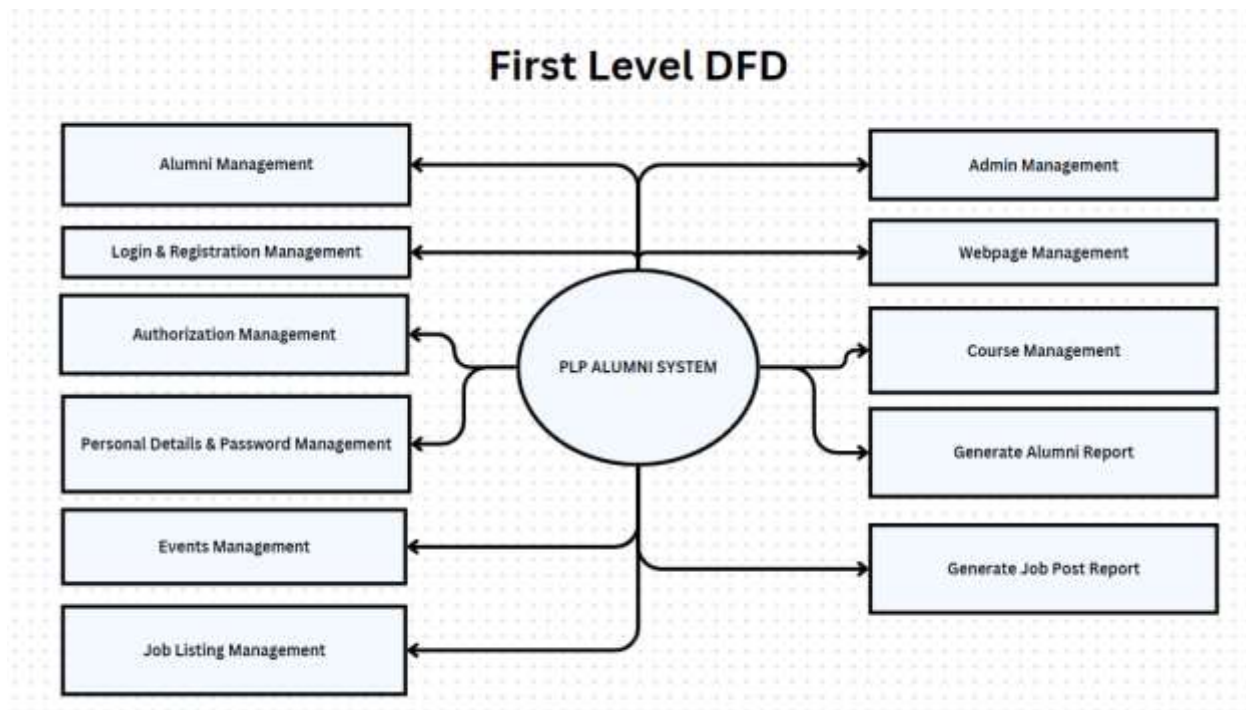 First Level DFD
Alumni Management
Login & Registration Management
Authorization Management
Personal Details & Password Management
Events Management
Job Listing Management
PLP ALUMNI SYSTEM
Admin Management
Webpage Management
Course Management
Generate Alumni Report
Generate Job Post Report